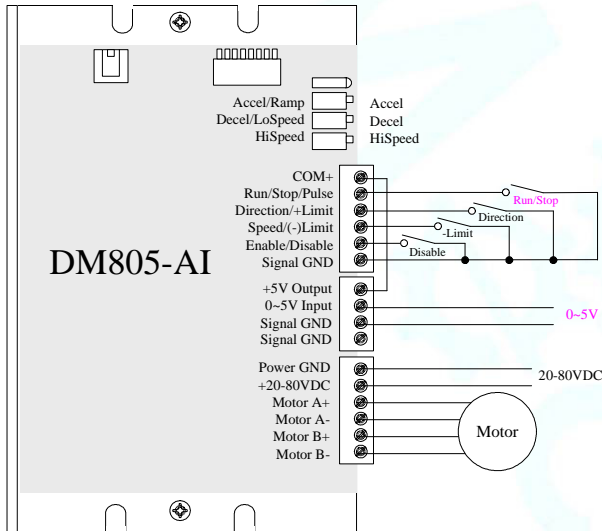 Accel/Ramp Accel
Decel/LoSpeed Decel
HiSpeed HiSpeed
COM+
Run/Stop/Pulse Run/Stop
Direction/+Limit Direction
Speed/(-)Limit -Limit
Enable/Disable Disable
Signal GND
DM805-AI
+5V Output
0~5V Input 0~5V
Signal GND
Signal GND
Power GND 20-80VDC
+20-80VDC
Motor A+
Motor A-
Motor B+ Motor
Motor B-